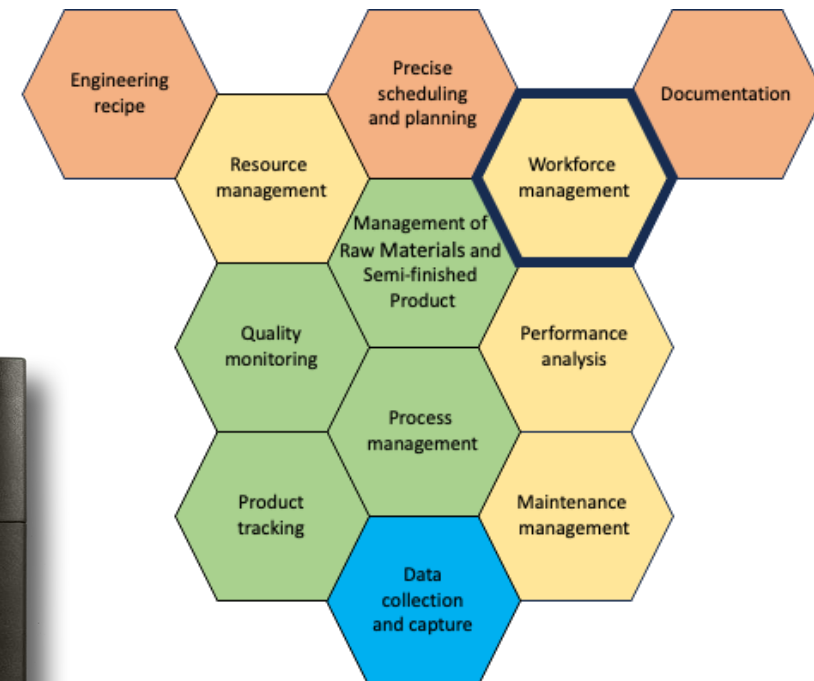 Engineering
recipe
Precise
scheduling
and planning
Documentation
Resource
management
Workforce
management
Management of
Raw Materials and
Semi-finished
Product
Quality
monitoring
Performance
analysis
Process
management
Product
tracking
Maintenance
management
Data
collection
and capture